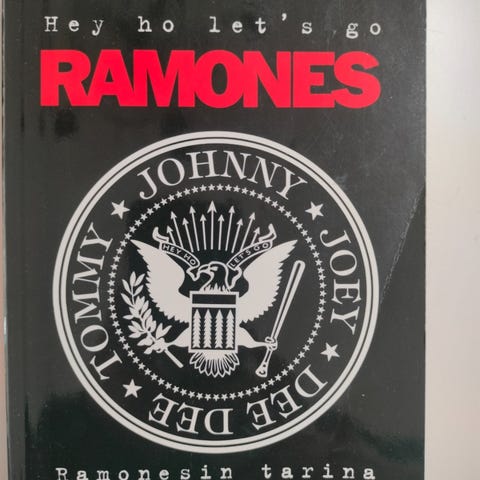 Hey ho let's go
RAMONES
JOHNNY
JOEY
DEE DEE
TOMMY
HEY HO
LET'S GO
Ramonesin tarina